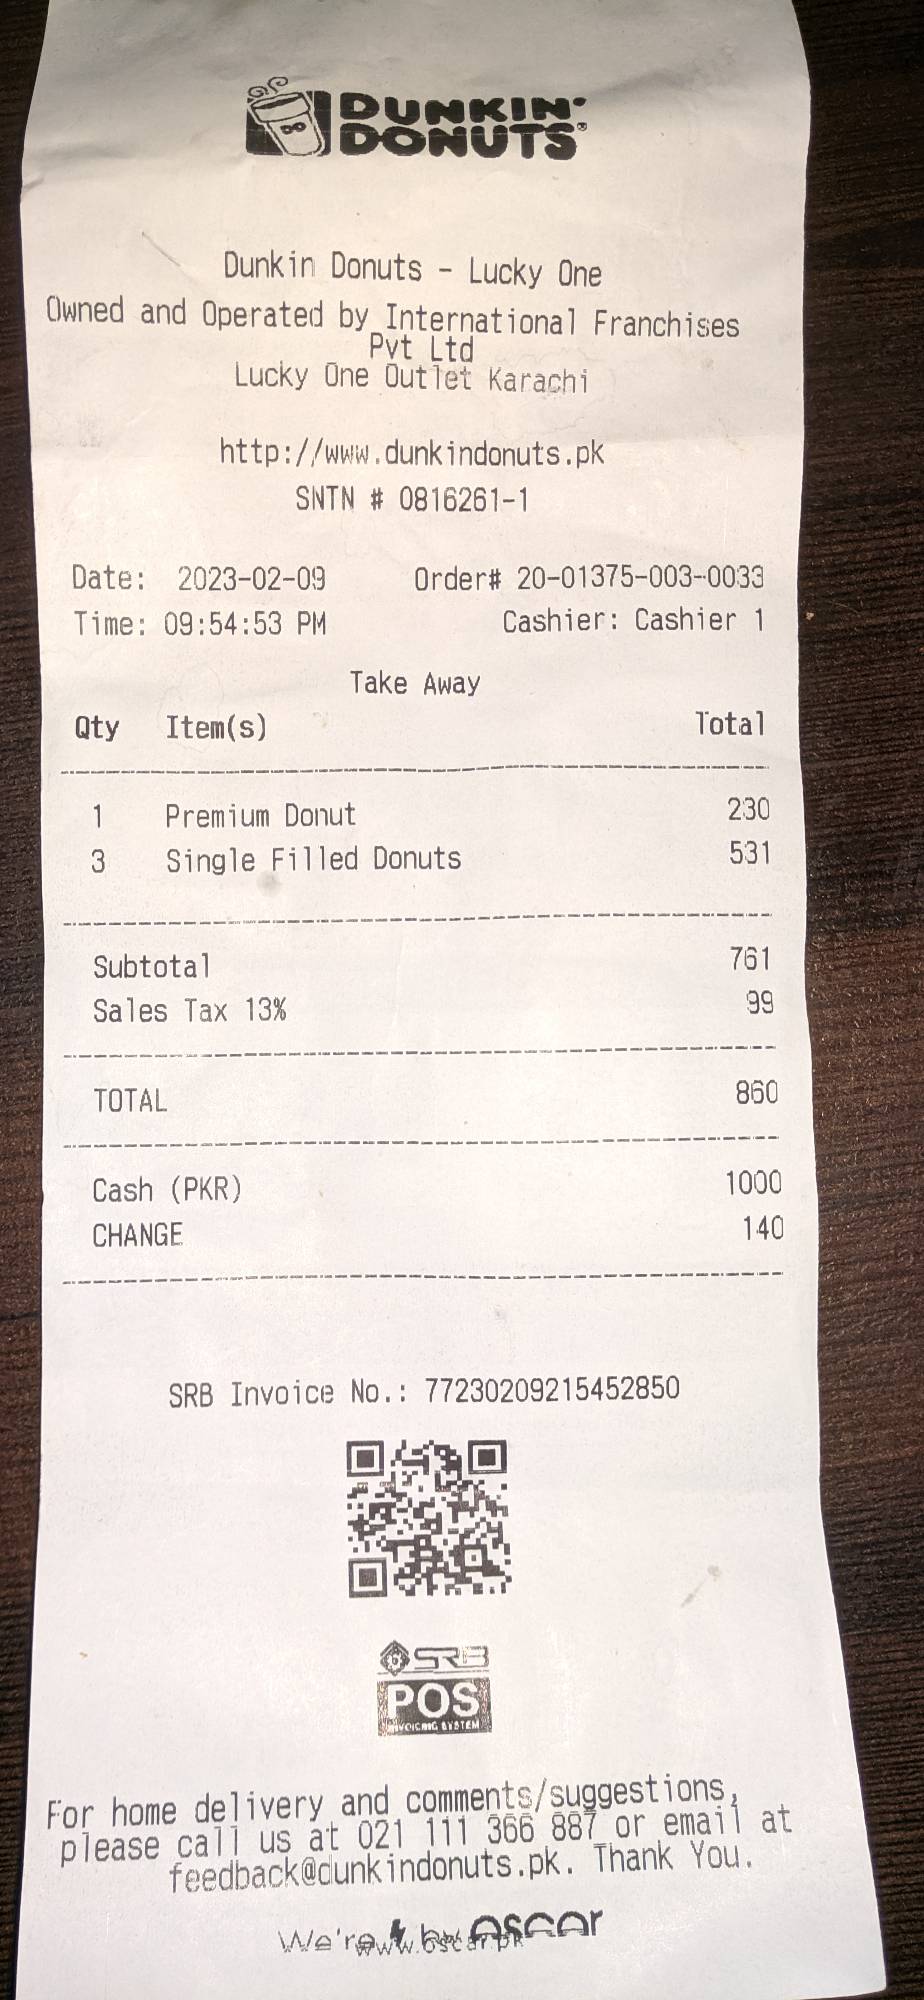 DUNKIN'
DONUTS®
Dunkin Donuts - Lucky One
Owned and Operated by International Franchises
Pvt Ltd
Lucky One Outlet Karachi
http://www.dunkindonuts.pk
SNTN # 0816261-1
Date: 2023-02-09 Order# 20-01375-003-0033
Time: 09:54:53 PM Cashier: Cashier 1
Take Away
Qty Item(s) Total
1 Premium Donut 230
3 Single Filled Donuts 531
Subtotal 761
Sales Tax 13% 99
TOTAL 860
Cash (PKR) 1000
CHANGE 140
SRB Invoice No.: 77230209215452850
SRB
POS
INVOICING SYSTEM
For home delivery and comments/suggestions,
please call us at 021 111 366 887 or email at
feedback@dunkindonuts.pk. Thank You.
We're by oscar
www.oscar.pk